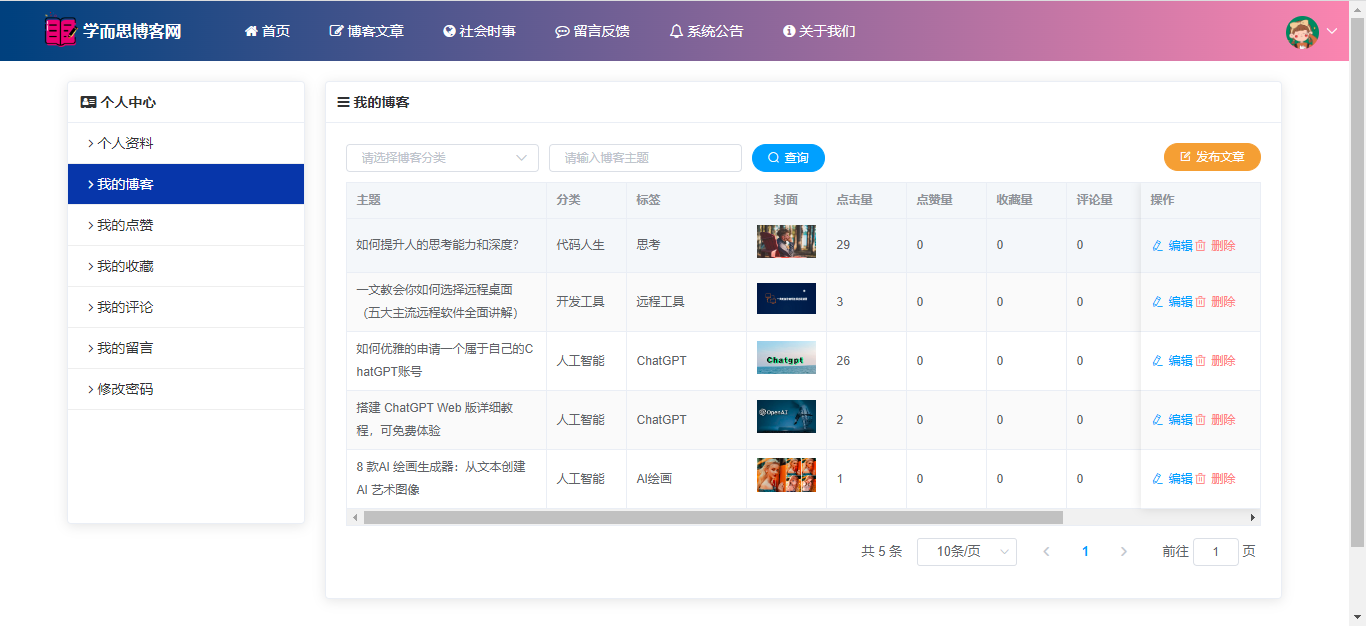 学而思博客网 首页 博客文章 社会时事 留言反馈 系统公告 关于我们
个人中心
个人资料
我的博客
我的点赞
我的收藏
我的评论
我的留言
修改密码
我的博客
请选择博客分类 请输入博客主题 查询 发布文章
主题 分类 标签 封面 点击量 点赞量 收藏量 评论量 操作
如何提升人的思考能力和深度? 代码人生 思考 29 0 0 0 编辑 删除
一文教会你如何选择远程桌面
（五大主流远程软件全面讲解） 开发工具 远程工具 3 0 0 0 编辑 删除
如何优雅的申请一个属于自己的C
hatGPT账号 人工智能 ChatGPT Chatgpt 26 0 0 0 编辑 删除
搭建 ChatGPT Web 版详细教
程，可免费体验 人工智能 ChatGPT OpenAI 2 0 0 0 编辑 删除
8 款AI 绘画生成器：从文本创建
AI 艺术图像 人工智能 AI绘画 1 0 0 0 编辑 删除
共 5 条 10条/页 1 前往 1 页